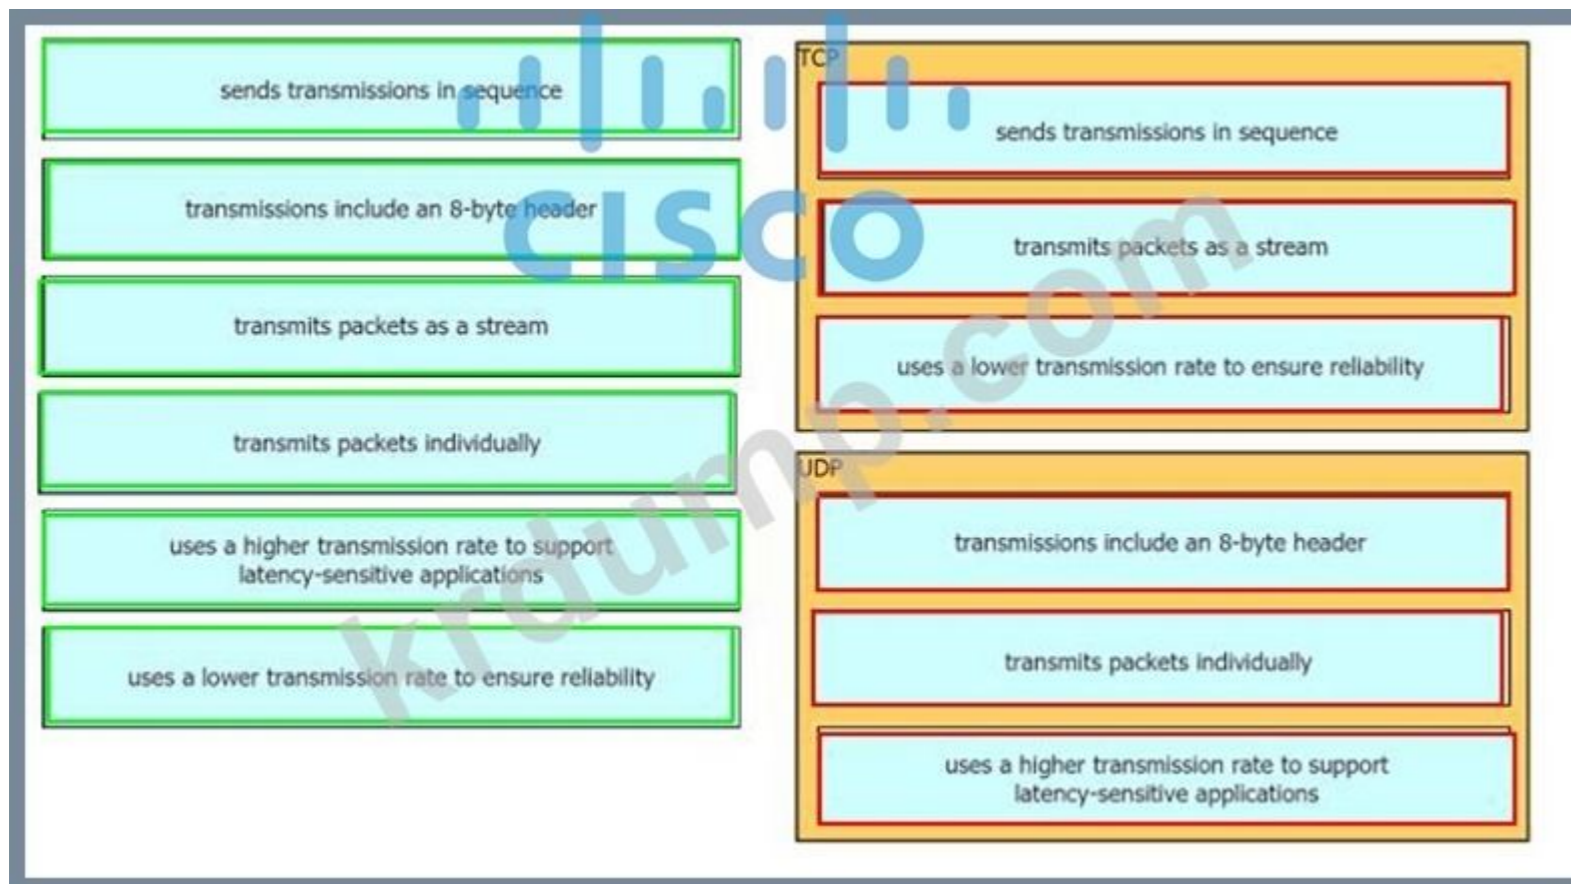 sends transmissions in sequence
transmissions include an 8-byte header
transmits packets as a stream
transmits packets individually
uses a higher transmission rate to support
latency-sensitive applications
uses a lower transmission rate to ensure reliability
CISCO
TCP
sends transmissions in sequence
transmits packets as a stream
uses a lower transmission rate to ensure reliability
UDP
transmissions include an 8-byte header
transmits packets individually
uses a higher transmission rate to support
latency-sensitive applications
krdump.com